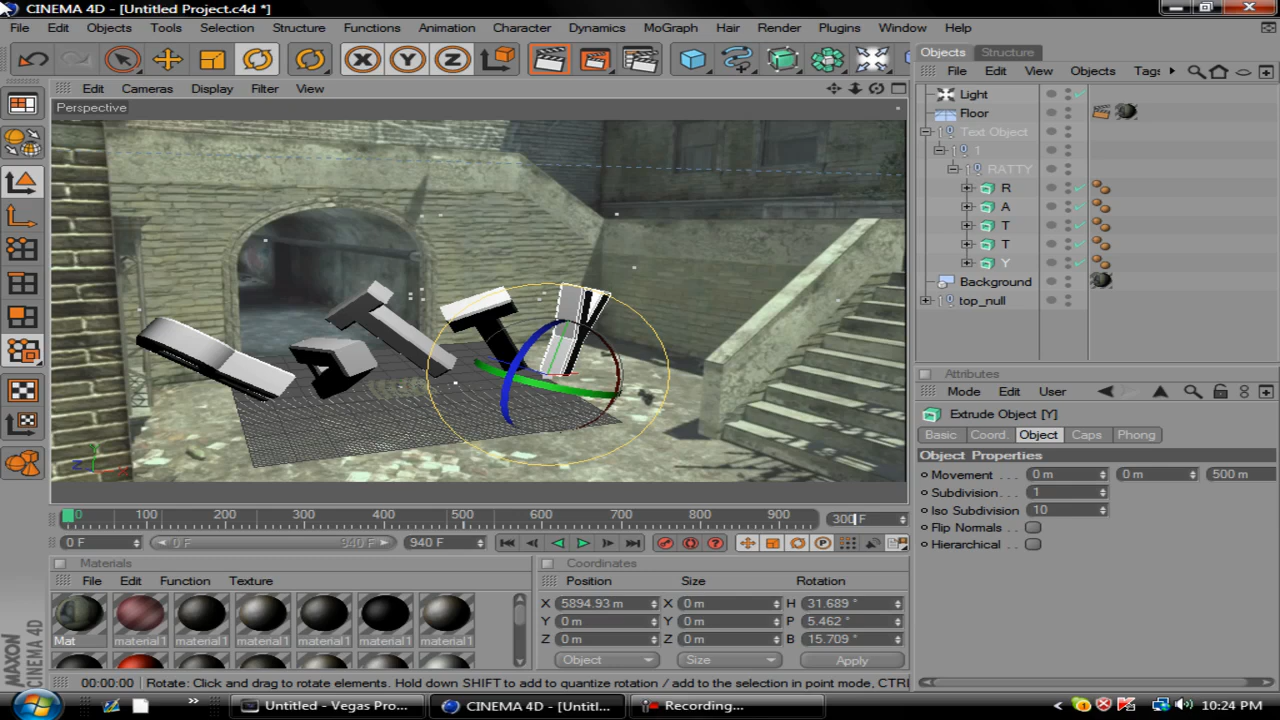 CINEMA 4D - [Untitled Project.c4d *]
File Edit Objects Tools Selection Structure Functions Animation Character Dynamics MoGraph Hair Render Plugins Window Help
X Y Z
Objects Structure
File Edit View Objects Tags
Edit Cameras Display Filter View
Perspective
Light
Floor
Text Object
1
RATTY
R
A
T
T
Y
Background
top_null
Attributes
Mode Edit User
Extrude Object [Y]
Basic Coord. Object Caps Phong
Object Properties
Movement 0 m 0 m 500 m
Subdivision. . . 1
Iso Subdivision 10
Flip Normals . .
Hierarchical . .
0 100 200 300 400 500 600 700 800 900 300 F
0 F 0 F 940 F 940 F
Materials
File Edit Function Texture
Mat material1 material1 material1 material1 material1 material1
Coordinates
Position Size Rotation
X 5894.93 m X 0 m H 31.689 °
Y 0 m Y 0 m P 5.462 °
Z 0 m Z 0 m B 15.709 °
Object Size Apply
MAXON
CINEMA 4D
00:00:00 Rotate: Click and drag to rotate elements. Hold down SHIFT to add to quantize rotation / add to the selection in point mode, CTRL
Untitled - Vegas Pro... CINEMA 4D - [Untitl... Recording... 10:24 PM